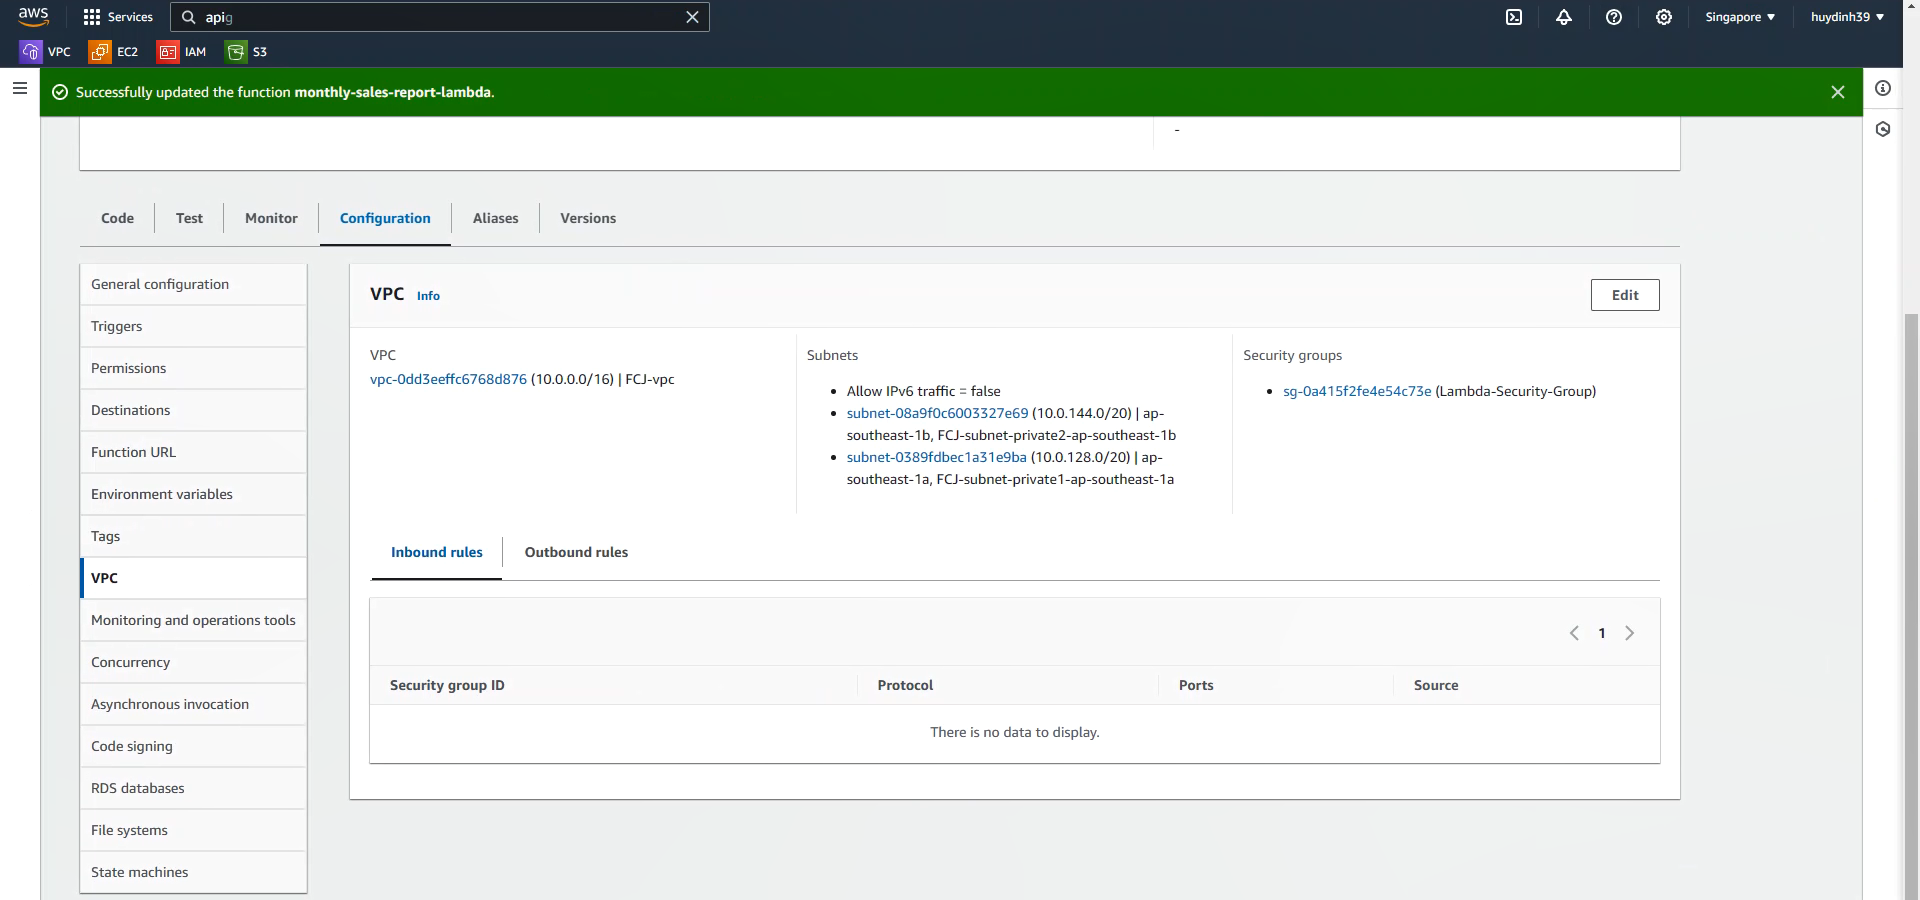 aws
Services
apig
Singapore ▼
huydinh39 ▼
VPC
EC2
IAM
S3
Successfully updated the function monthly-sales-report-lambda.
-
Code
Test
Monitor
Configuration
Aliases
Versions
General configuration
Triggers
Permissions
Destinations
Function URL
Environment variables
Tags
VPC
Monitoring and operations tools
Concurrency
Asynchronous invocation
Code signing
RDS databases
File systems
State machines
VPC Info
Edit
VPC
vpc-0dd3eeffc6768d876 (10.0.0.0/16) | FCJ-vpc
Subnets
• Allow IPv6 traffic = false
• subnet-08a9f0c6003327e69 (10.0.144.0/20) | ap-
southeast-1b, FCJ-subnet-private2-ap-southeast-1b
• subnet-0389fdbec1a31e9ba (10.0.128.0/20) | ap-
southeast-1a, FCJ-subnet-private1-ap-southeast-1a
Security groups
• sg-0a415f2fe4e54c73e (Lambda-Security-Group)
Inbound rules
Outbound rules
1
Security group ID
Protocol
Ports
Source
There is no data to display.